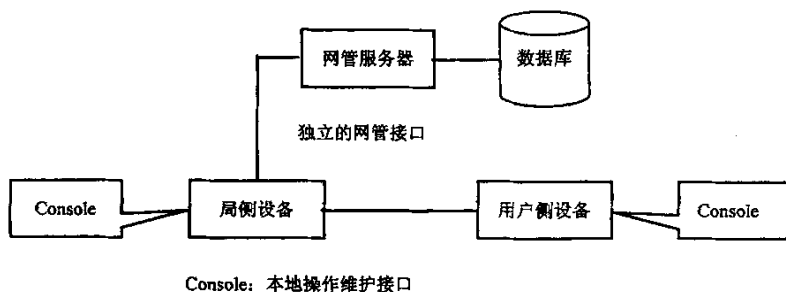 网管服务器
数据库
独立的网管接口
Console
局侧设备
用户侧设备
Console
Console：本地操作维护接口